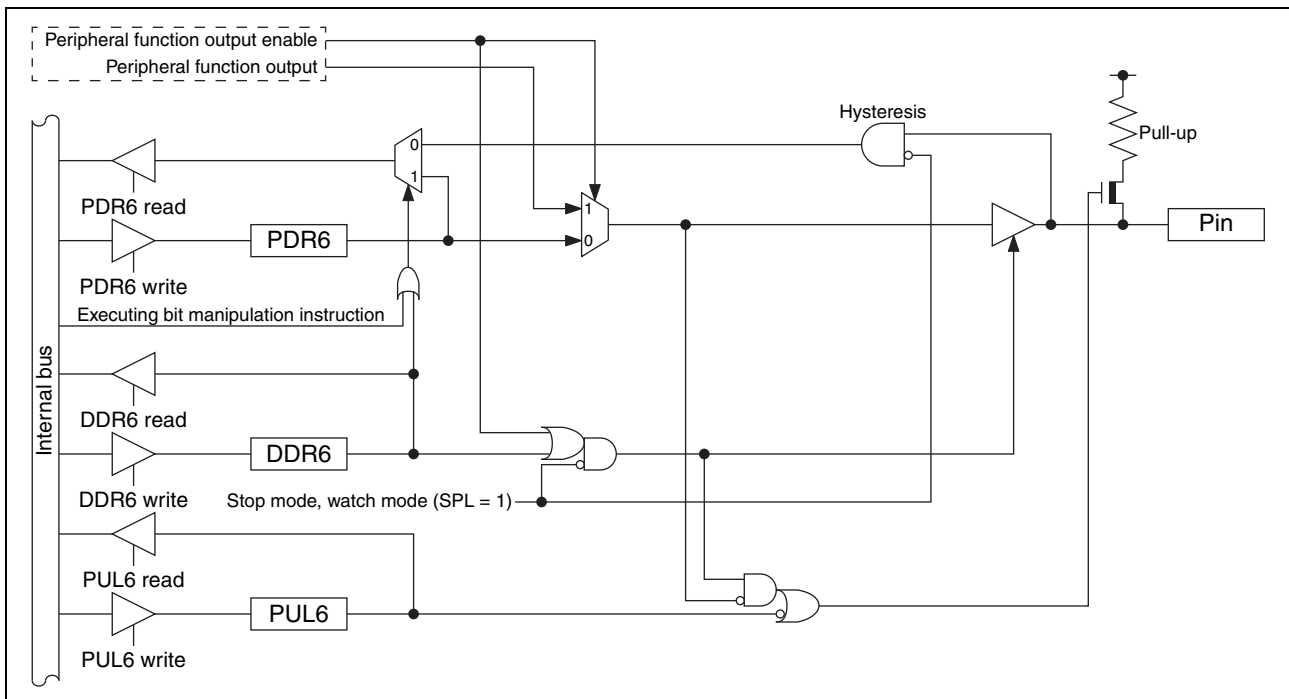 Peripheral function output enable
Peripheral function output
Hysteresis
Pull-up
0
1
PDR6 read
1
0
PDR6
Pin
PDR6 write
Executing bit manipulation instruction
Internal bus
DDR6 read
DDR6
DDR6 write
Stop mode, watch mode (SPL = 1)
PUL6 read
PUL6
PUL6 write